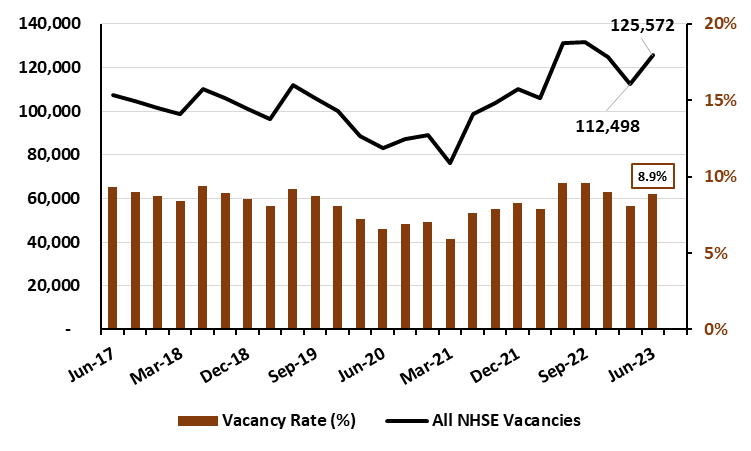 140,000
120,000
100,000
80,000
60,000
40,000
20,000
-
20%
15%
10%
5%
0%
125,572
112,498
8.9%
Jun-17
Mar-18
Dec-18
Sep-19
Jun-20
Mar-21
Dec-21
Sep-22
Jun-23
Vacancy Rate (%)
All NHSE Vacancies